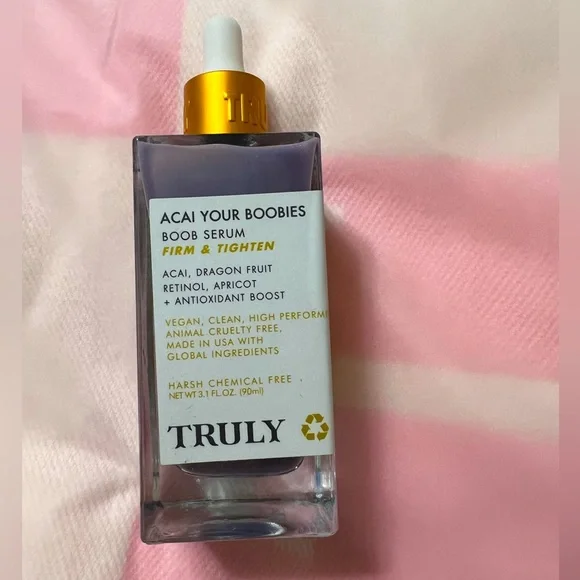 ACAI YOUR BOOBIES
BOOB SERUM
FIRM & TIGHTEN
ACAI, DRAGON FRUIT
RETINOL, APRICOT
+ ANTIOXIDANT BOOST
VEGAN, CLEAN, HIGH PERFORMI
ANIMAL CRUELTY FREE,
MADE IN USA WITH
GLOBAL INGREDIENTS
HARSH CHEMICAL FREE
NET WT 3.1 FL.OZ. (90ml)
TRULY